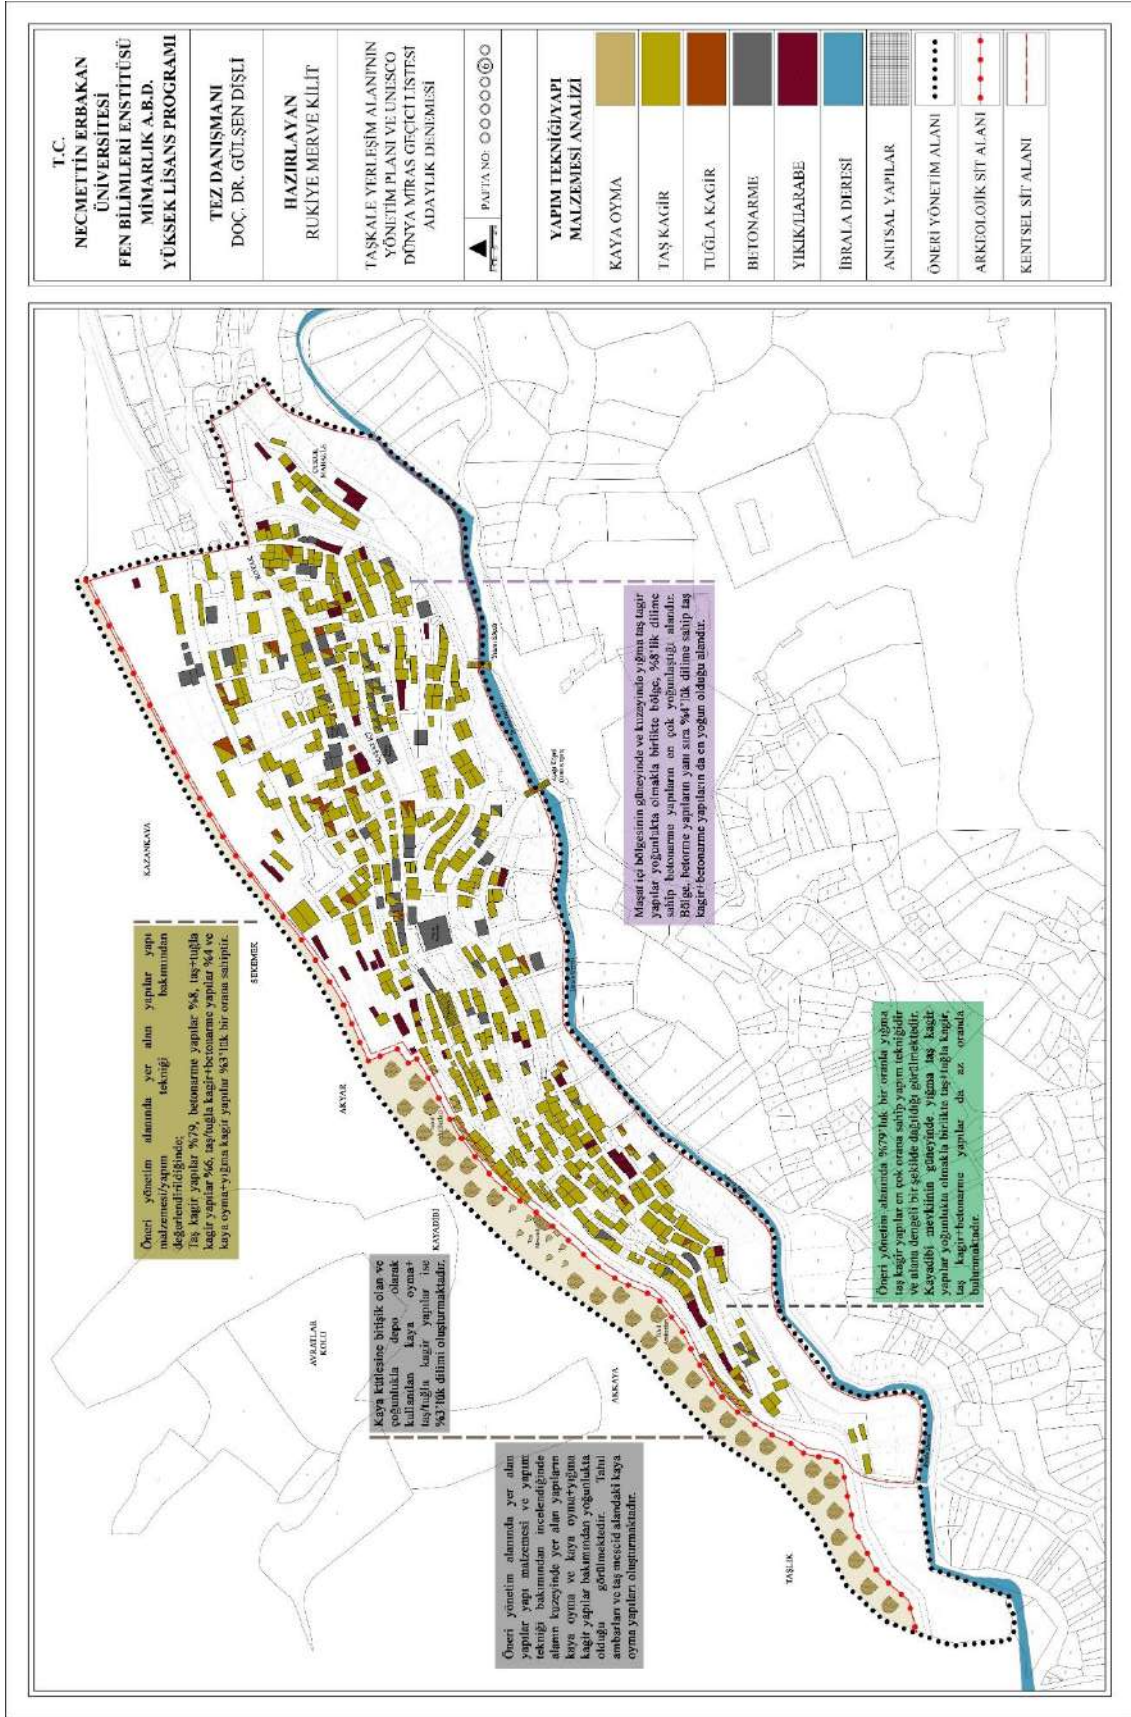 T.C.
NECMETTİN ERBAKAN
ÜNİVERSİTESİ
FEN BİLİMLERİ ENSTİTÜSÜ
MİMARLIK A.B.D.
YÜKSEK LİSANS PROGRAMI
TEZ DANIŞMANI
DOÇ. DR. GÜLŞEN DİŞLİ
HAZIRLAYAN
RUKİYE MERVE KİLİT
TAŞKALE YERLEŞİM ALANI'NIN
YÖNETİM PLANI VE UNESCO
DÜNYA MİRAS GEÇİCİ LİSTESİ
ADAYLIK DENEMESİ
PAFTA NO:
6
YAPIM TEKNİĞİ/YAPI
MALZEMESİ ANALİZİ
KAYA OYMA
TAŞ KAGİR
TUĞLA KAGİR
BETONARME
YIKIK/HARABE
İBRALA DERESİ
ANITSAL YAPILAR
ÖNERİ YÖNETİM ALANI
ARKEOLOJİK SİT ALANI
KENTSEL SİT ALANI
KAZANKAYA
SEKEMEK
AKYAR
KAYADİBİ
AVRATLAR
KOLU
AKKAYA
TAŞLIK
MAHALLE
Öneri yönetim alanında yer alan yapılar yapı
malzemesi/yapım tekniği bakımından
değerlendirildiğinde;
Taş kagir yapılar %79, betonarme yapılar %8, taş+tuğla
kagir yapılar %6, taş/tuğla kagir+betonarme yapılar %4 ve
kaya oyma+yığma kagir yapılar %3'lük bir orana sahiptir.
Kaya kütlesine bitişik olan ve
çoğunlukla depo olarak
kullanılan kaya oyma+
taş/tuğla kagir yapılar ise
%3'lük dilimi oluşturmaktadır.
Öneri yönetim alanında yer alan
yapılar yapı malzemesi ve yapım
tekniği bakımından incelendiğinde
alanın kuzeyinde yer alan yapıların
kaya oyma ve kaya oyma+yığma
kagir yapılar bakımından yoğunlukta
olduğu görülmektedir. Tahıl
ambarları ve taş mescid alandaki kaya
oyma yapıları oluşturmaktadır.
Maşat içi bölgesinin güneyinde ve kuzeyinde yığma taş tagir
yapılar yoğunlukta olmakla birlikte bölge, %8'lik dilime
sahip betonarme yapıların en çok yoğunlaştığı alandır.
Bölge, betorme yapıların yanı sıra %4'lük dilime sahip taş
kagir+betonarme yapıların da en yoğun olduğu alandır.
Öneri yönetim alanında %79'luk bir oranla yığma
taş kagir yapılar en çok orana sahip yapım tekniğidir
ve alana dengeli bir şekilde dağıldığı görülmektedir.
Kayadibi mevkiinin güneyinde yığma taş kagir
yapılar yoğunlukta olmakla birlikte taş+tuğla kagir,
taş kagir+betonarme yapılar da az oranda
bulunmaktadır.